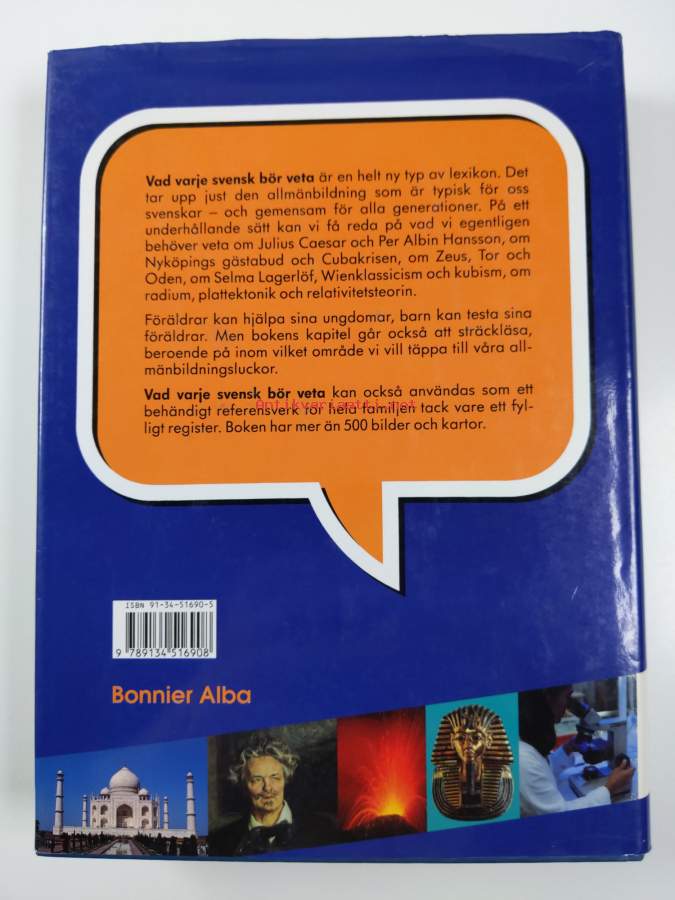 Vad varje svensk bör veta är en helt ny typ av lexikon. Det
tar upp just den allmänbildning som är typisk för oss
svenskar – och gemensam för alla generationer. På ett
underhållande sätt kan vi få reda på vad vi egentligen
behöver veta om Julius Caesar och Per Albin Hansson, om
Nyköpings gästabud och Cubakrisen, om Zeus, Tor och
Oden, om Selma Lagerlöf, Wienklassicism och kubism, om
radium, plattektonik och relativitetsteorin.
Föräldrar kan hjälpa sina ungdomar, barn kan testa sina
föräldrar. Men bokens kapitel går också att sträckläsa,
beroende på inom vilket område vi vill täppa till våra all-
mänbildningsluckor.
Vad varje svensk bör veta kan också användas som ett
Antikvariaatti.net
behändigt referensverk för hela familjen tack vare ett fyl-
ligt register. Boken har mer än 500 bilder och kartor.
ISBN 91-34-51690-5
9 789134 516908
Bonnier Alba